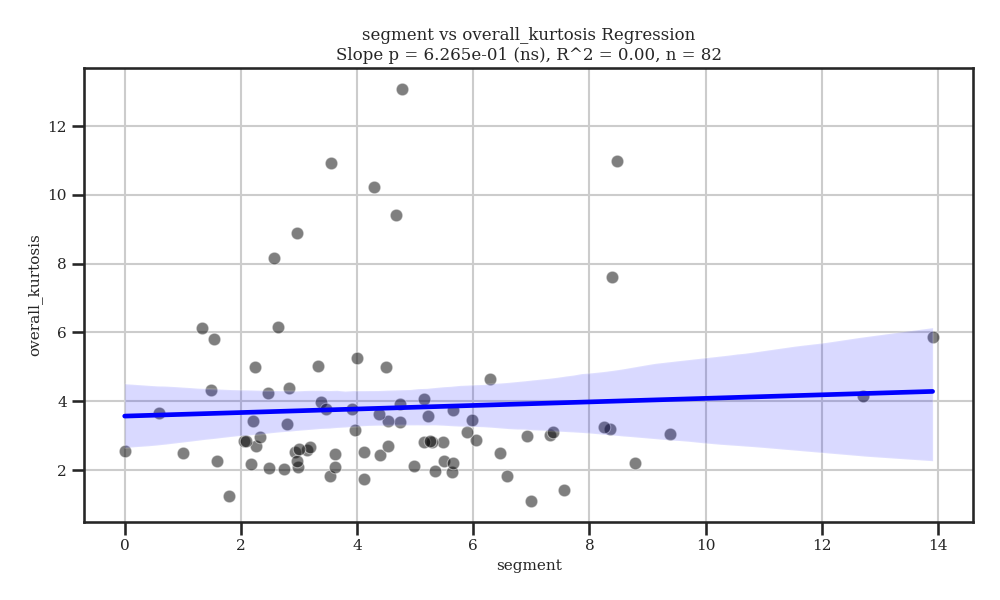 segment vs overall_kurtosis Regression
Slope p = 6.265e-01 (ns), R^2 = 0.00, n = 82
overall_kurtosis
12
10
8
6
4
2
0 2 4 6 8 10 12 14
segment